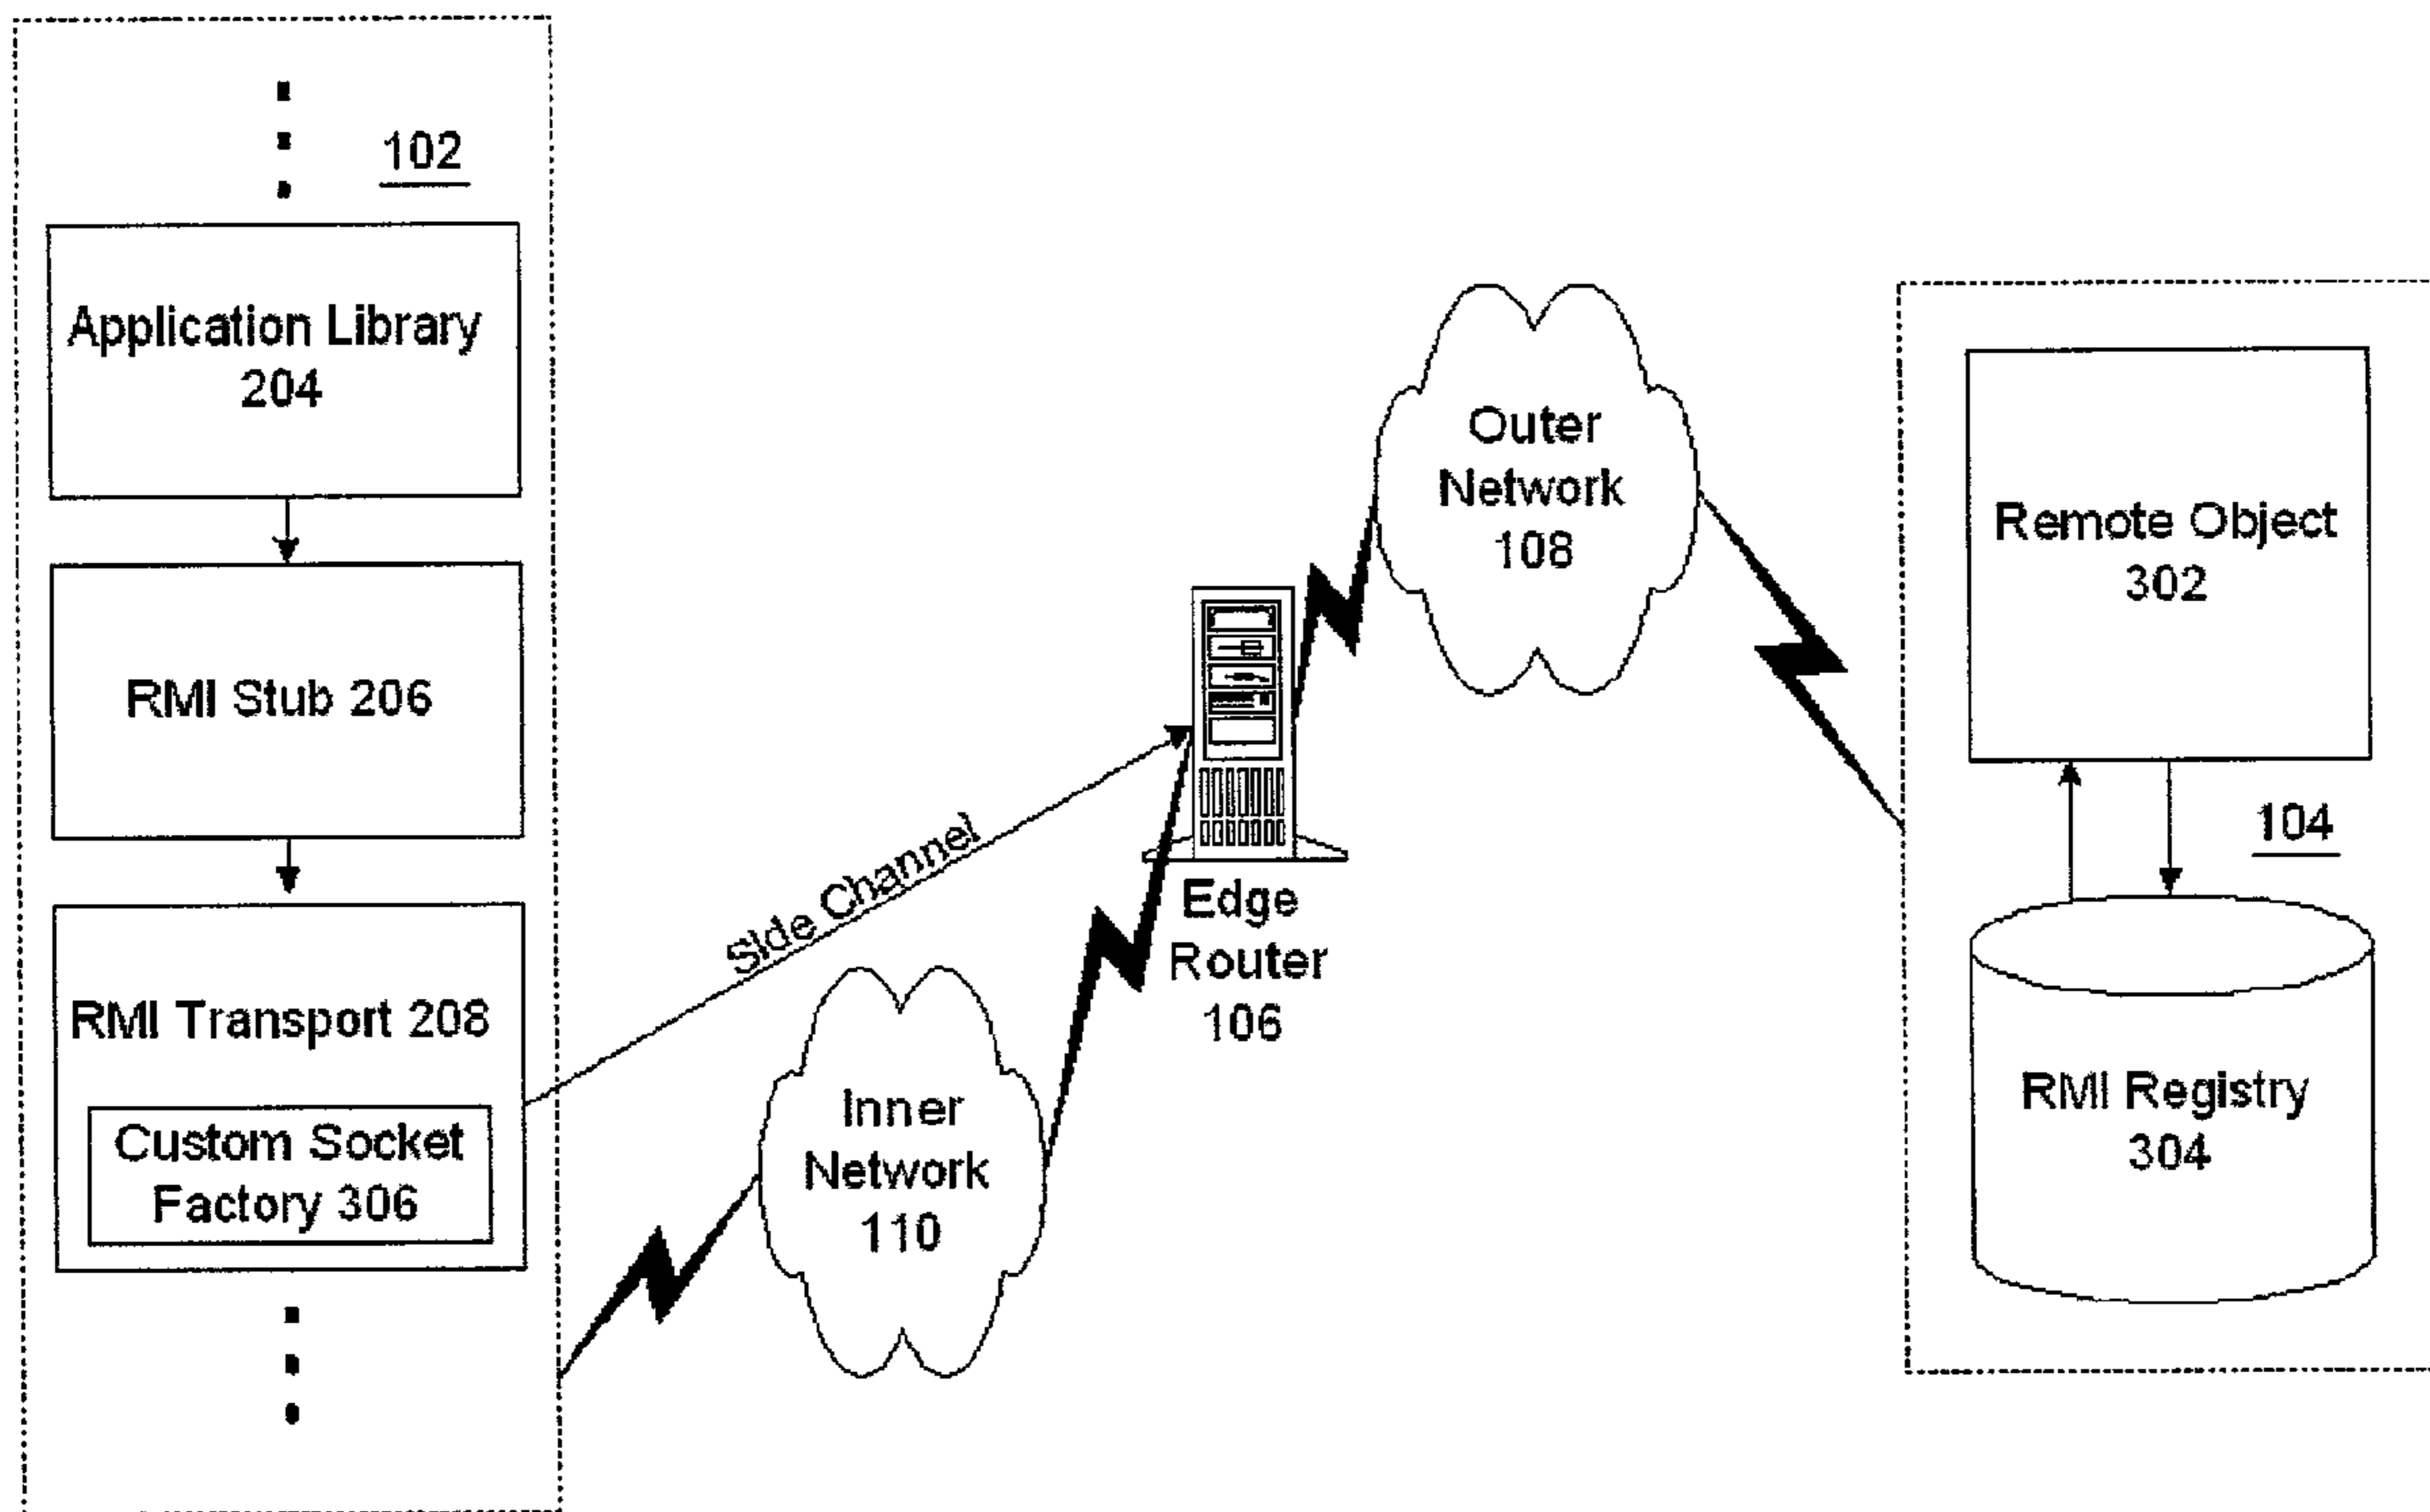 102
Application Library
204
RMI Stub 206
RMI Transport 208
Custom Socket
Factory 306
Side Channel
Inner
Network
110
Edge
Router
106
Outer
Network
108
Remote Object
302
104
RMI Registry
304